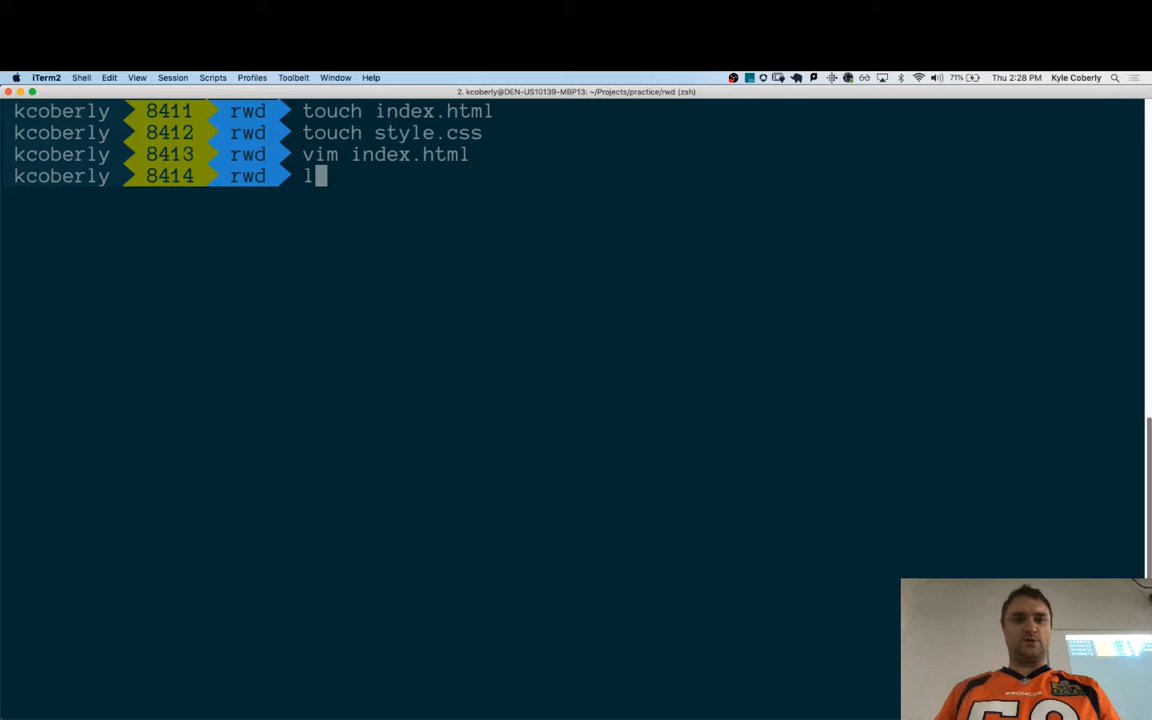 iTerm2 Shell Edit View Session Scripts Profiles Toolbelt Window Help 71% Thu 2:28 PM Kyle Coberly
2. kcoberly@DEN-US10139-MBP13: ~/Projects/practice/rwd (zsh)
kcoberly 8411 rwd touch index.html
kcoberly 8412 rwd touch style.css
kcoberly 8413 rwd vim index.html
kcoberly 8414 rwd l
BRONCOS